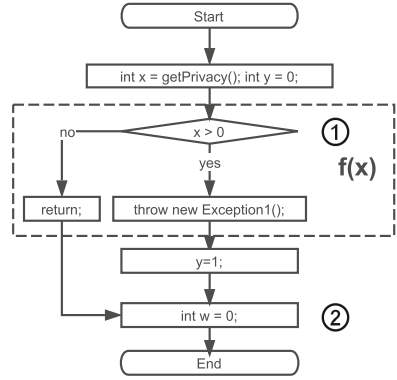 Start
int x = getPrivacy(); int y = 0;
x > 0
1
no
yes
f(x)
return;
throw new Exception1();
y=1;
int w = 0;
2
End